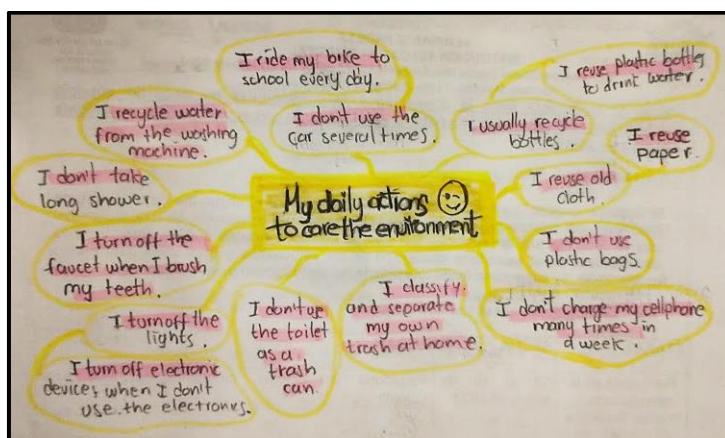 I ride my bike to
school every day.
I don't use the
car several times.
I recycle water
from the washing
machine.
I don't take
long shower.
I turn off the
faucet when I brush
my teeth.
I turn off the
lights.
I turn off electronic
devices when I don't
use the electronics.
My daily actions
to care the environment
I usually recycle
bottles.
I reuse plastic bottles
to drink water.
I reuse
paper.
I reuse old
cloth.
I don't use
plastic bags.
I don't charge my cellphone
many times in
a week.
I classify
and separate
my own
trash at home.
I don't use
the toilet
as a
trash
can.